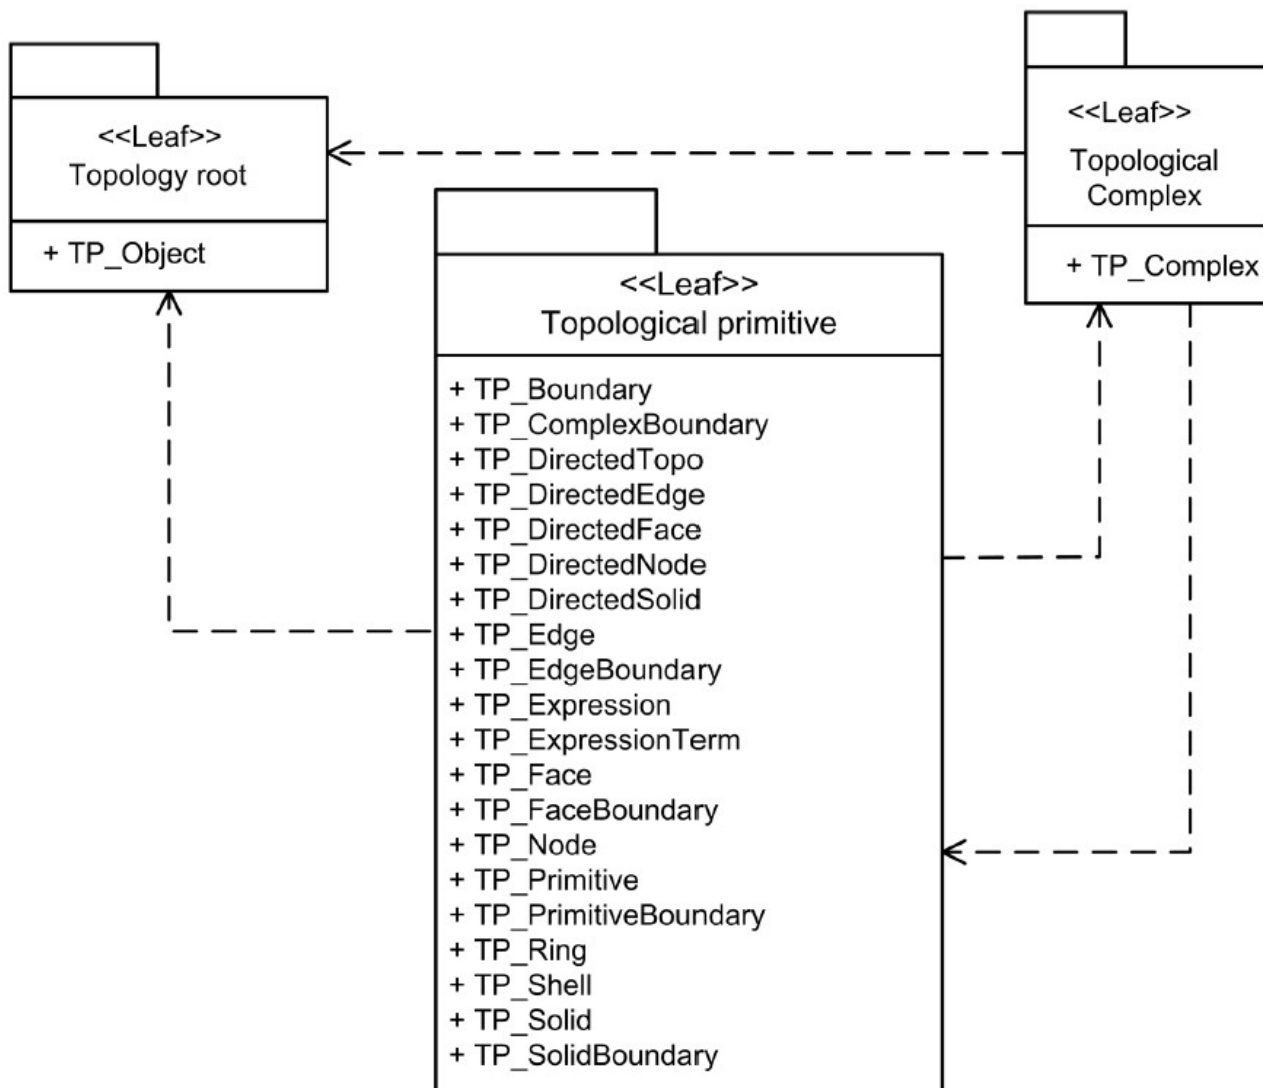 <<Leaf>>
Topology root
+ TP_Object
<<Leaf>>
Topological
Complex
+ TP_Complex
<<Leaf>>
Topological primitive
+ TP_Boundary
+ TP_ComplexBoundary
+ TP_DirectedTopo
+ TP_DirectedEdge
+ TP_DirectedFace
+ TP_DirectedNode
+ TP_DirectedSolid
+ TP_Edge
+ TP_EdgeBoundary
+ TP_Expression
+ TP_ExpressionTerm
+ TP_Face
+ TP_FaceBoundary
+ TP_Node
+ TP_Primitive
+ TP_PrimitiveBoundary
+ TP_Ring
+ TP_Shell
+ TP_Solid
+ TP_SolidBoundary